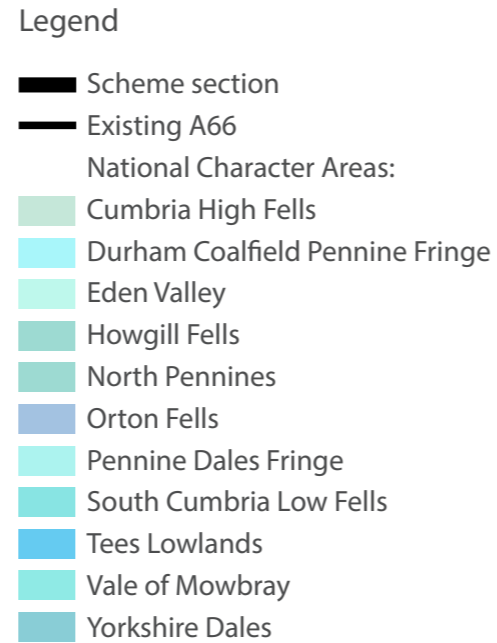 Legend
Scheme section
Existing A66
National Character Areas:
Cumbria High Fells
Durham Coalfield Pennine Fringe
Eden Valley
Howgill Fells
North Pennines
Orton Fells
Pennine Dales Fringe
South Cumbria Low Fells
Tees Lowlands
Vale of Mowbray
Yorkshire Dales